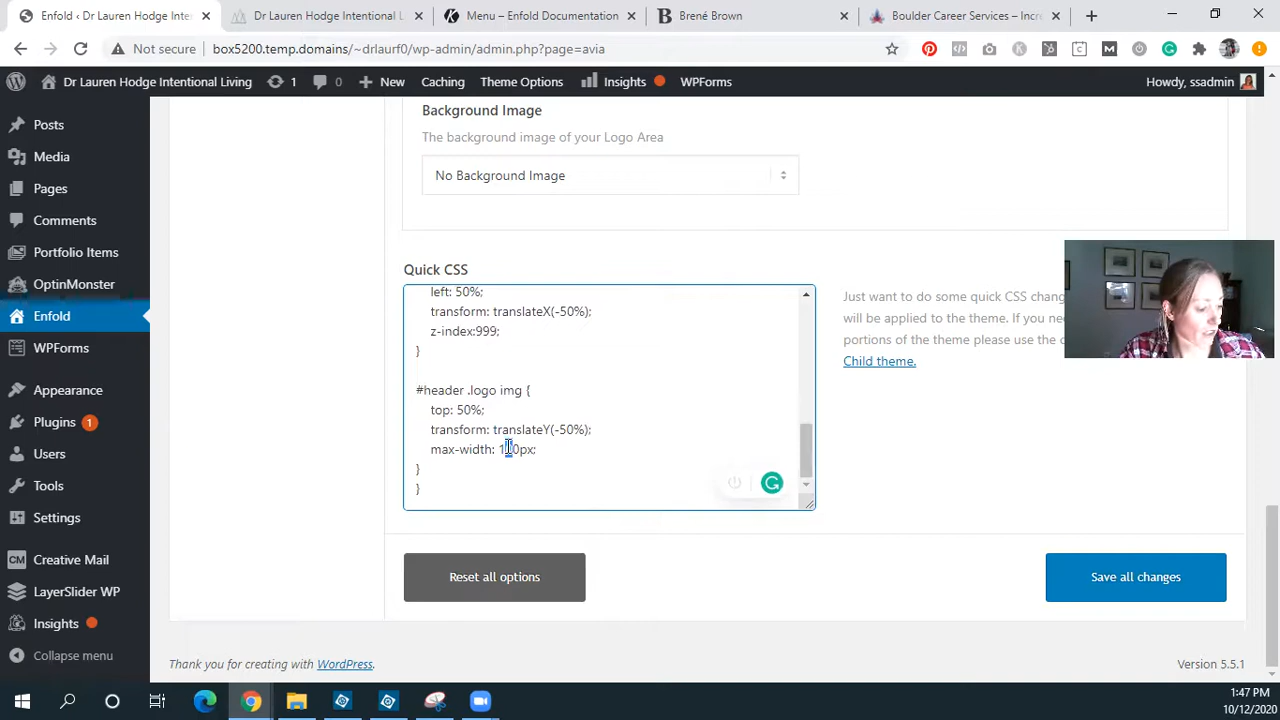 Enfold ‹ Dr Lauren Hodge Inten
Dr Lauren Hodge Intentional L
Menu – Enfold Documentation
Brené Brown
Boulder Career Services – Incre
Not secure
box5200.temp.domains/~drlaurf0/wp-admin/admin.php?page=avia
Dr Lauren Hodge Intentional Living
1
0
New
Caching
Theme Options
Insights
WPForms
Howdy, ssadmin
Posts
Media
Pages
Comments
Portfolio Items
OptinMonster
Enfold
WPForms
Appearance
Plugins 1
Users
Tools
Settings
Creative Mail
LayerSlider WP
Insights
Collapse menu
Background Image
The background image of your Logo Area
No Background Image
Quick CSS
left: 50%;
transform: translateX(-50%);
z-index:999;
}
#header .logo img {
top: 50%;
transform: translateY(-50%);
max-width:
}
}
Just want to do some quick CSS chang
will be applied to the theme. If you nee
portions of the theme please use the c
Child theme.
Reset all options
Save all changes
Thank you for creating with WordPress.
Version 5.5.1
1:47 PM
10/12/2020